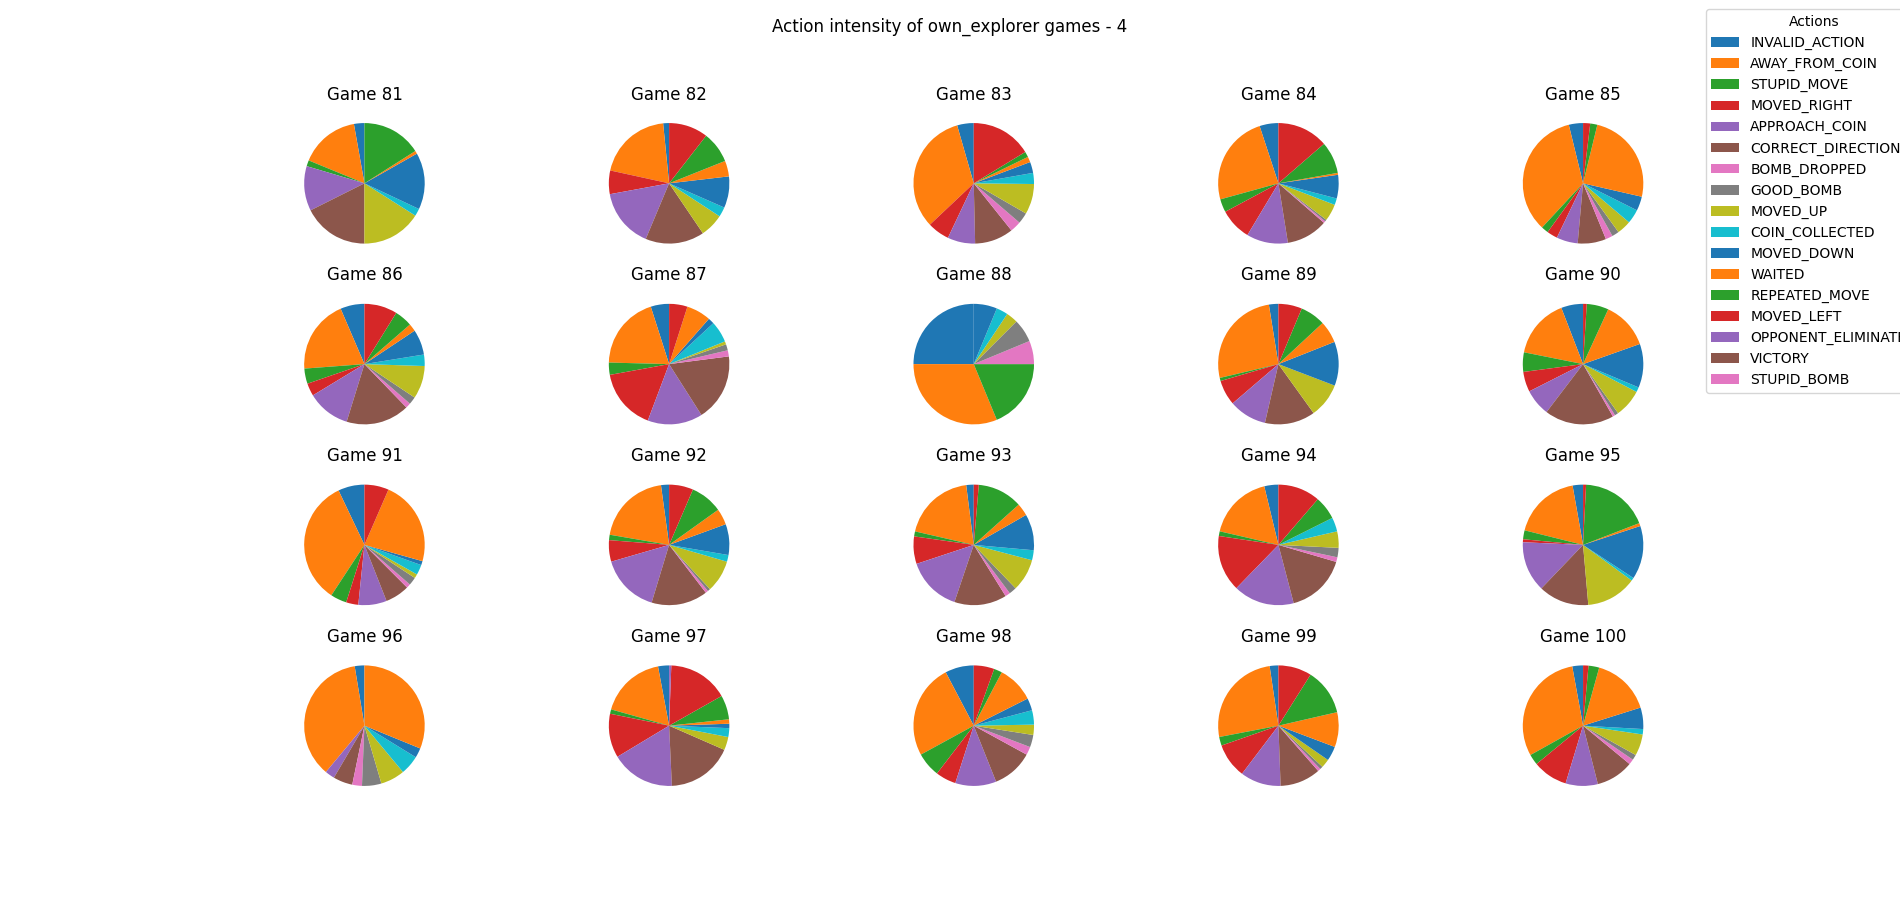 Action intensity of own_explorer games - 4
Actions
INVALID_ACTION
AWAY_FROM_COIN
STUPID_MOVE
MOVED_RIGHT
APPROACH_COIN
CORRECT_DIRECTION
BOMB_DROPPED
GOOD_BOMB
MOVED_UP
COIN_COLLECTED
MOVED_DOWN
WAITED
REPEATED_MOVE
MOVED_LEFT
OPPONENT_ELIMINATE
VICTORY
STUPID_BOMB
Game 81
Game 82
Game 83
Game 84
Game 85
Game 86
Game 87
Game 88
Game 89
Game 90
Game 91
Game 92
Game 93
Game 94
Game 95
Game 96
Game 97
Game 98
Game 99
Game 100